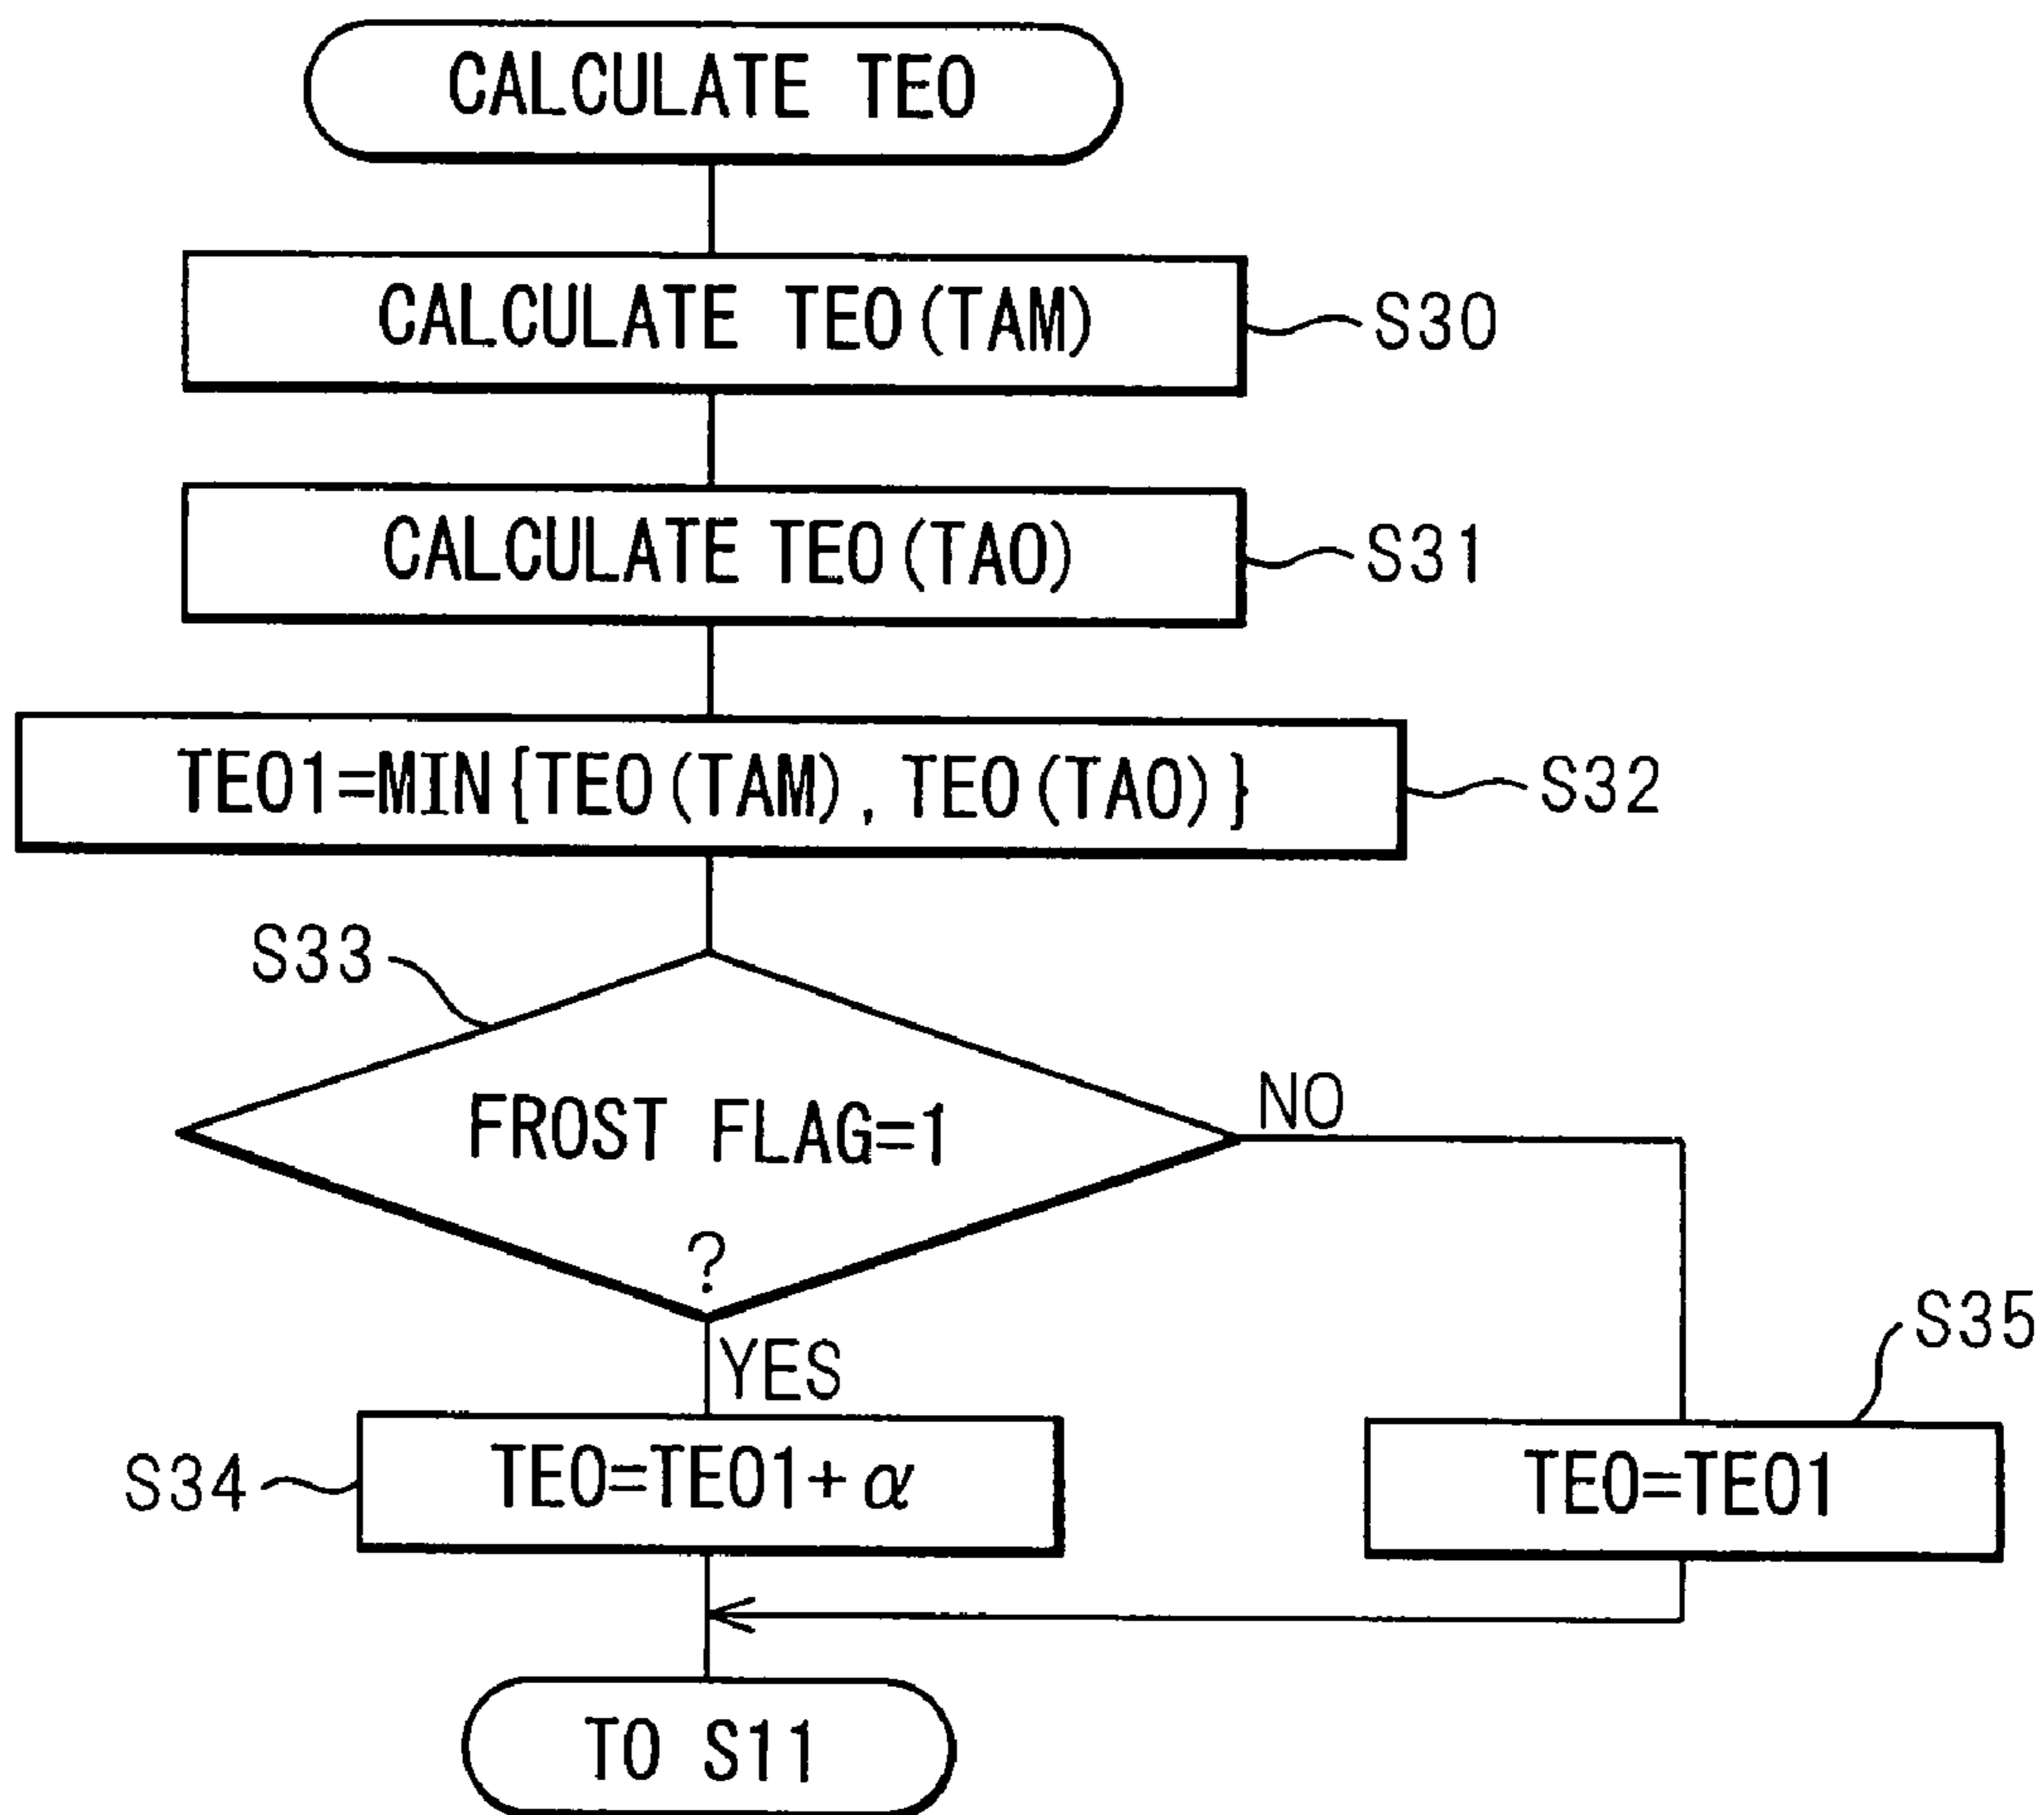 CALCULATE TEO
CALCULATE TEO(TAM)
S30
CALCULATE TEO(TAO)
S31
TEO1=MIN{TEO(TAM), TEO(TAO)}
S32
S33
FROST FLAG=1
?
NO
YES
S34
TEO=TEO1+α
S35
TEO=TEO1
TO S11